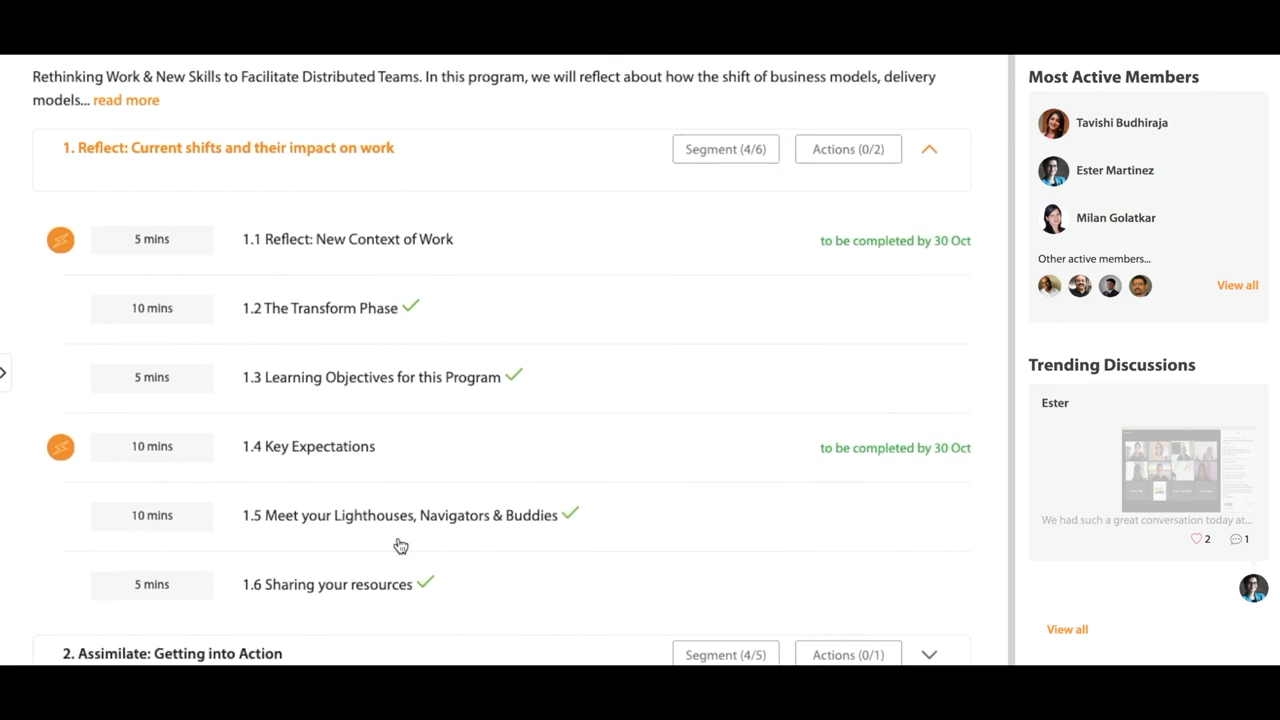 Rethinking Work & New Skills to Facilitate Distributed Teams. In this program, we will reflect about how the shift of business models, delivery
models... read more
1. Reflect: Current shifts and their impact on work
Segment (4/6)
Actions (0/2)
5 mins
1.1 Reflect: New Context of Work
to be completed by 30 Oct
10 mins
1.2 The Transform Phase
5 mins
1.3 Learning Objectives for this Program
10 mins
1.4 Key Expectations
to be completed by 30 Oct
10 mins
1.5 Meet your Lighthouses, Navigators & Buddies
5 mins
1.6 Sharing your resources
2. Assimilate: Getting into Action
Segment (4/5)
Actions (0/1)
Most Active Members
Tavishi Budhiraja
Ester Martinez
Milan Golatkar
Other active members...
View all
Trending Discussions
Ester
We had such a great conversation today at...
2
1
View all